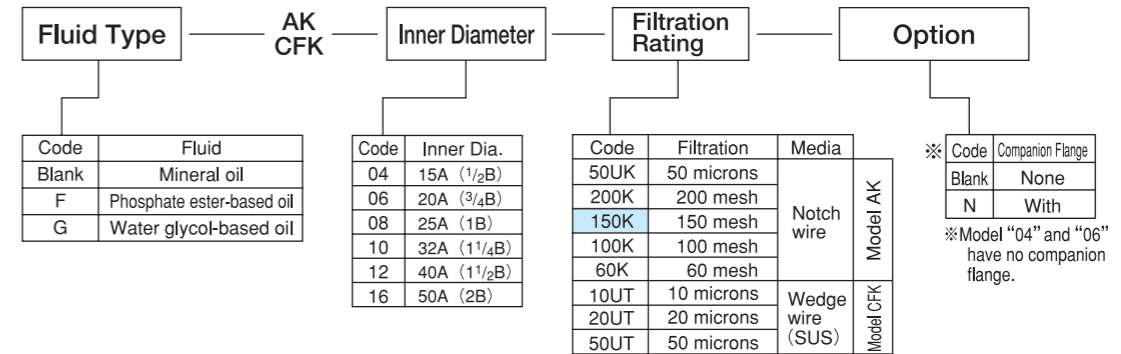 Fluid Type AK CFK Inner Diameter Filtration Rating Option
Code Fluid
Blank Mineral oil
F Phosphate ester-based oil
G Water glycol-based oil
Code Inner Dia.
04 15A (1/2B)
06 20A (3/4B)
08 25A (1B)
10 32A (1 1/4B)
12 40A (1 1/2B)
16 50A (2B)
Code Filtration Media
50UK 50 microns
200K 200 mesh
150K 150 mesh
100K 100 mesh
60K 60 mesh
Notch
wire
Model AK
10UT 10 microns
20UT 20 microns
50UT 50 microns
Wedge
wire
(SUS)
Model CFK
※ Code Companion Flange
Blank None
N With
※Model “04” and “06”
have no companion
flange.